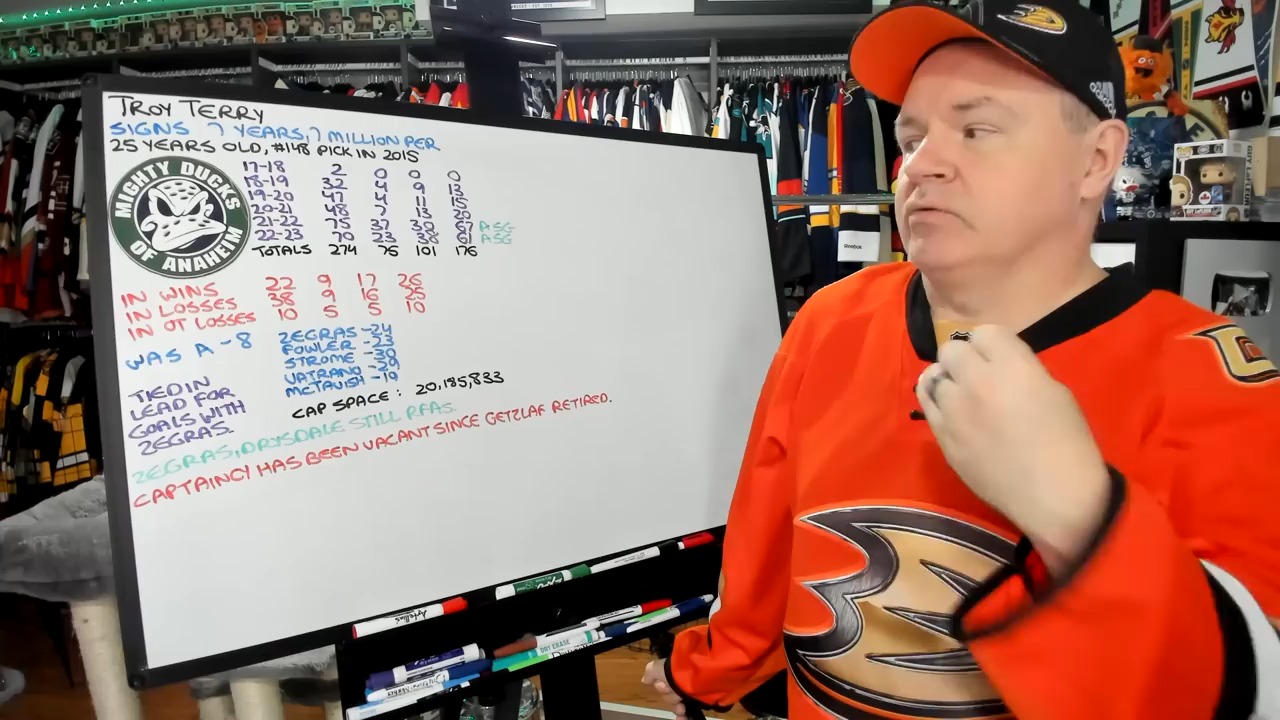 TROY TERRY
SIGNS 7 YEARS, 7 MILLION PER
25 YEARS OLD, #148 PICK IN 2015
MIGHTY DUCKS
OF ANAHEIM
17-18 2 0 0 0
18-19 32 4 9 13
19-20 47 4 11 15
20-21 48 7 13 20
21-22 75 37 30 67 ASG
22-23 70 23 38 61 ASG
TOTALS 274 75 101 176
IN WINS 22 9 17 26
IN LOSSES 38 9 16 25
IN OT LOSSES 10 5 5 10
WAS A -8
ZEGRAS -24
FOWLER -23
STROME -30
VATRANO -29
MCTAVISH -19
TIED IN
LEAD FOR
GOALS WITH
ZEGRAS.
CAP SPACE: 20,185,833
ZEGRAS, DRYSDALE STILL RFAS.
CAPTAINCY HAS BEEN VACANT SINCE GETZLAF RETIRED.
Reebok
DRY ERASE